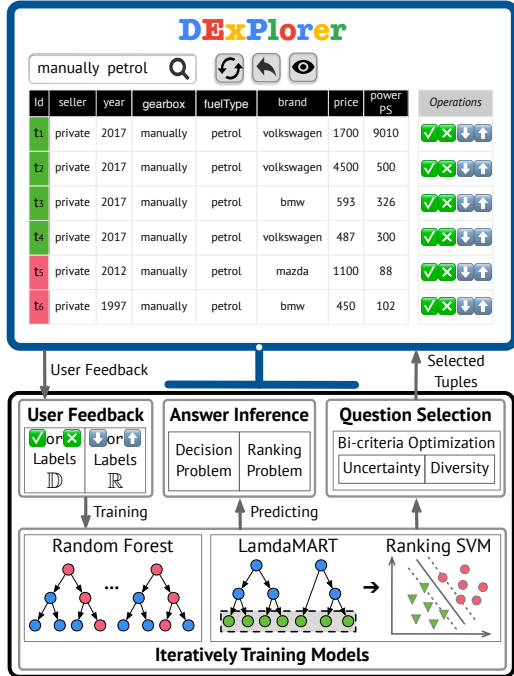 DExPlorer
manually petrol
Id seller year gearbox fuelType brand price power PS Operations
t1 private 2017 manually petrol volkswagen 1700 9010
t2 private 2017 manually petrol volkswagen 4500 500
t3 private 2017 manually petrol bmw 593 326
t4 private 2017 manually petrol volkswagen 487 300
t5 private 2012 manually petrol mazda 1100 88
t6 private 1997 manually petrol bmw 450 102
User Feedback
Selected
Tuples
User Feedback
or or
Labels Labels
𝔻 ℝ
Answer Inference
Decision Ranking
Problem Problem
Question Selection
Bi-criteria Optimization
Uncertainty Diversity
Training
Predicting
Random Forest
...
LamdaMART
Ranking SVM
Iteratively Training Models